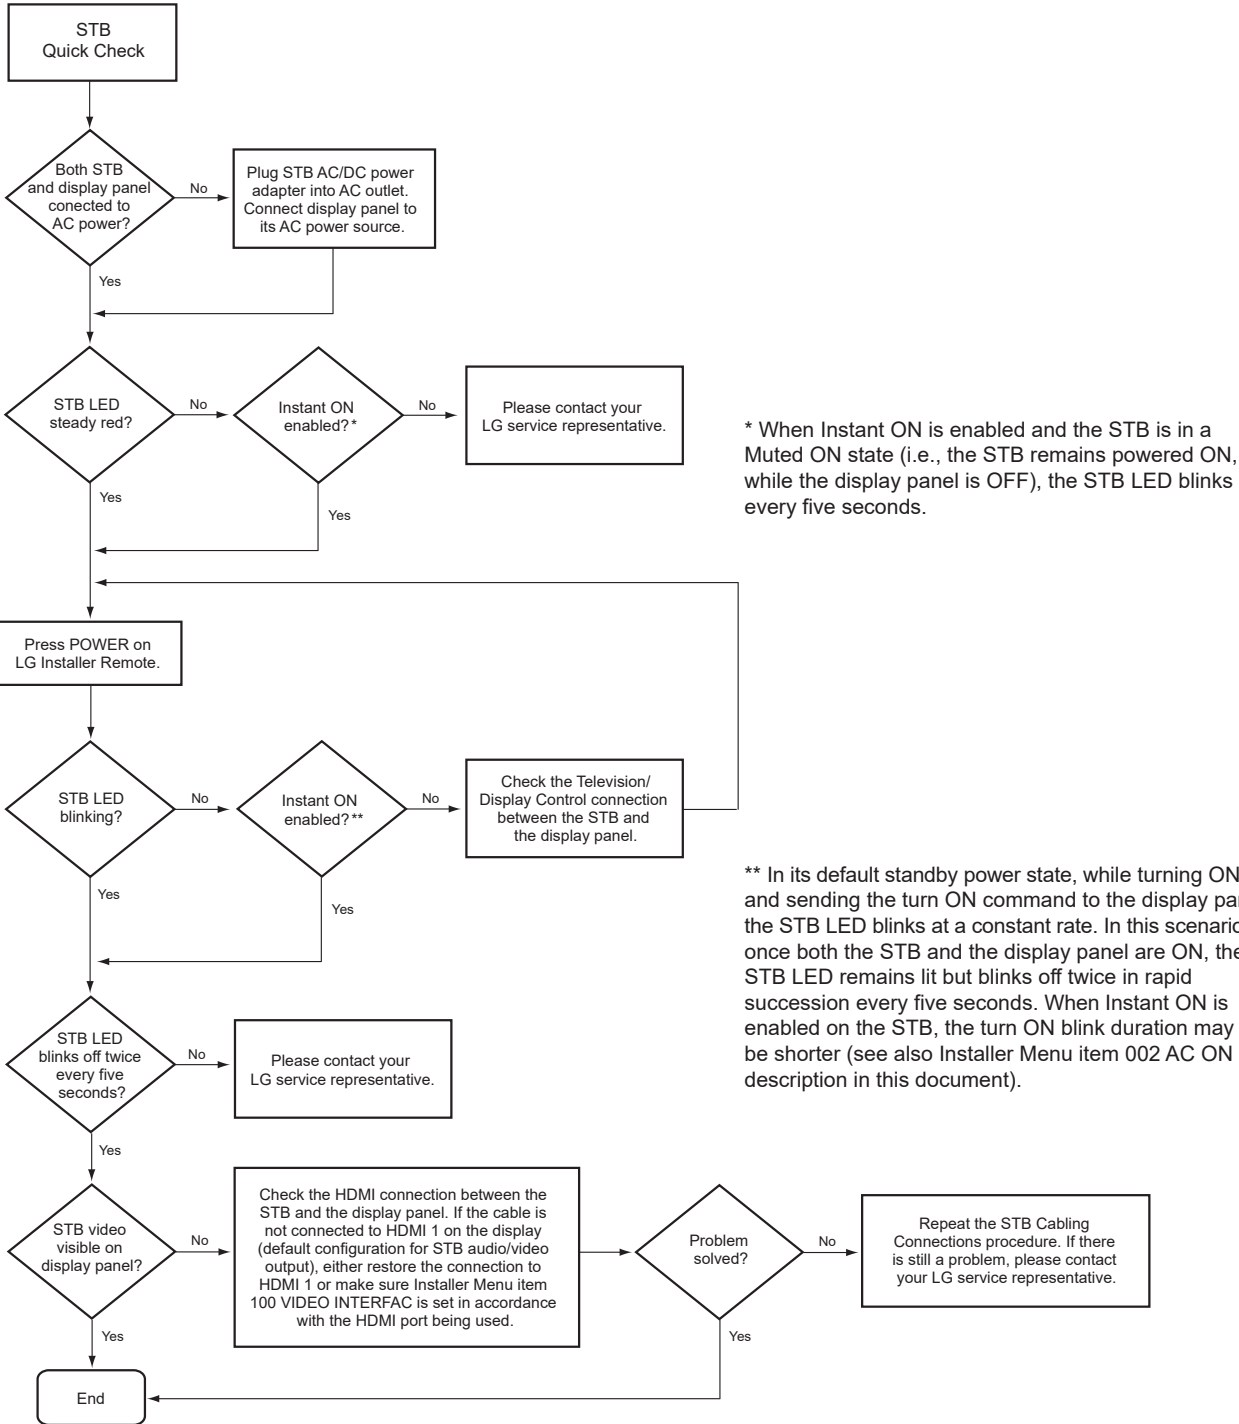 STB
Quick Check
Both STB
and display panel
conected to
AC power?
No
Plug STB AC/DC power
adapter into AC outlet.
Connect display panel to
its AC power source.
Yes
STB LED
steady red?
No
Instant ON
enabled?*
No
Please contact your
LG service representative.
Yes
Yes
* When Instant ON is enabled and the STB is in a
Muted ON state (i.e., the STB remains powered ON,
while the display panel is OFF), the STB LED blinks
every five seconds.
Press POWER on
LG Installer Remote.
STB LED
blinking?
No
Instant ON
enabled?**
No
Check the Television/
Display Control connection
between the STB and
the display panel.
Yes
Yes
** In its default standby power state, while turning ON
and sending the turn ON command to the display
the STB LED blinks at a constant rate. In this
once both the STB and the display panel are ON,
STB LED remains lit but blinks off twice in rapid
succession every five seconds. When Instant ON is
enabled on the STB, the turn ON blink duration may
be shorter (see also Installer Menu item 002 AC ON
description in this document).
STB LED
blinks off twice
every five
seconds?
No
Please contact your
LG service representative.
Yes
STB video
visible on
display panel?
No
Check the HDMI connection between the
STB and the display panel. If the cable is
not connected to HDMI 1 on the display
(default configuration for STB audio/video
output), either restore the connection to
HDMI 1 or make sure Installer Menu item
100 VIDEO INTERFAC is set in accordance
with the HDMI port being used.
Problem
solved?
No
Repeat the STB Cabling
Connections procedure. If there
is still a problem, please contact
your LG service representative.
Yes
Yes
End